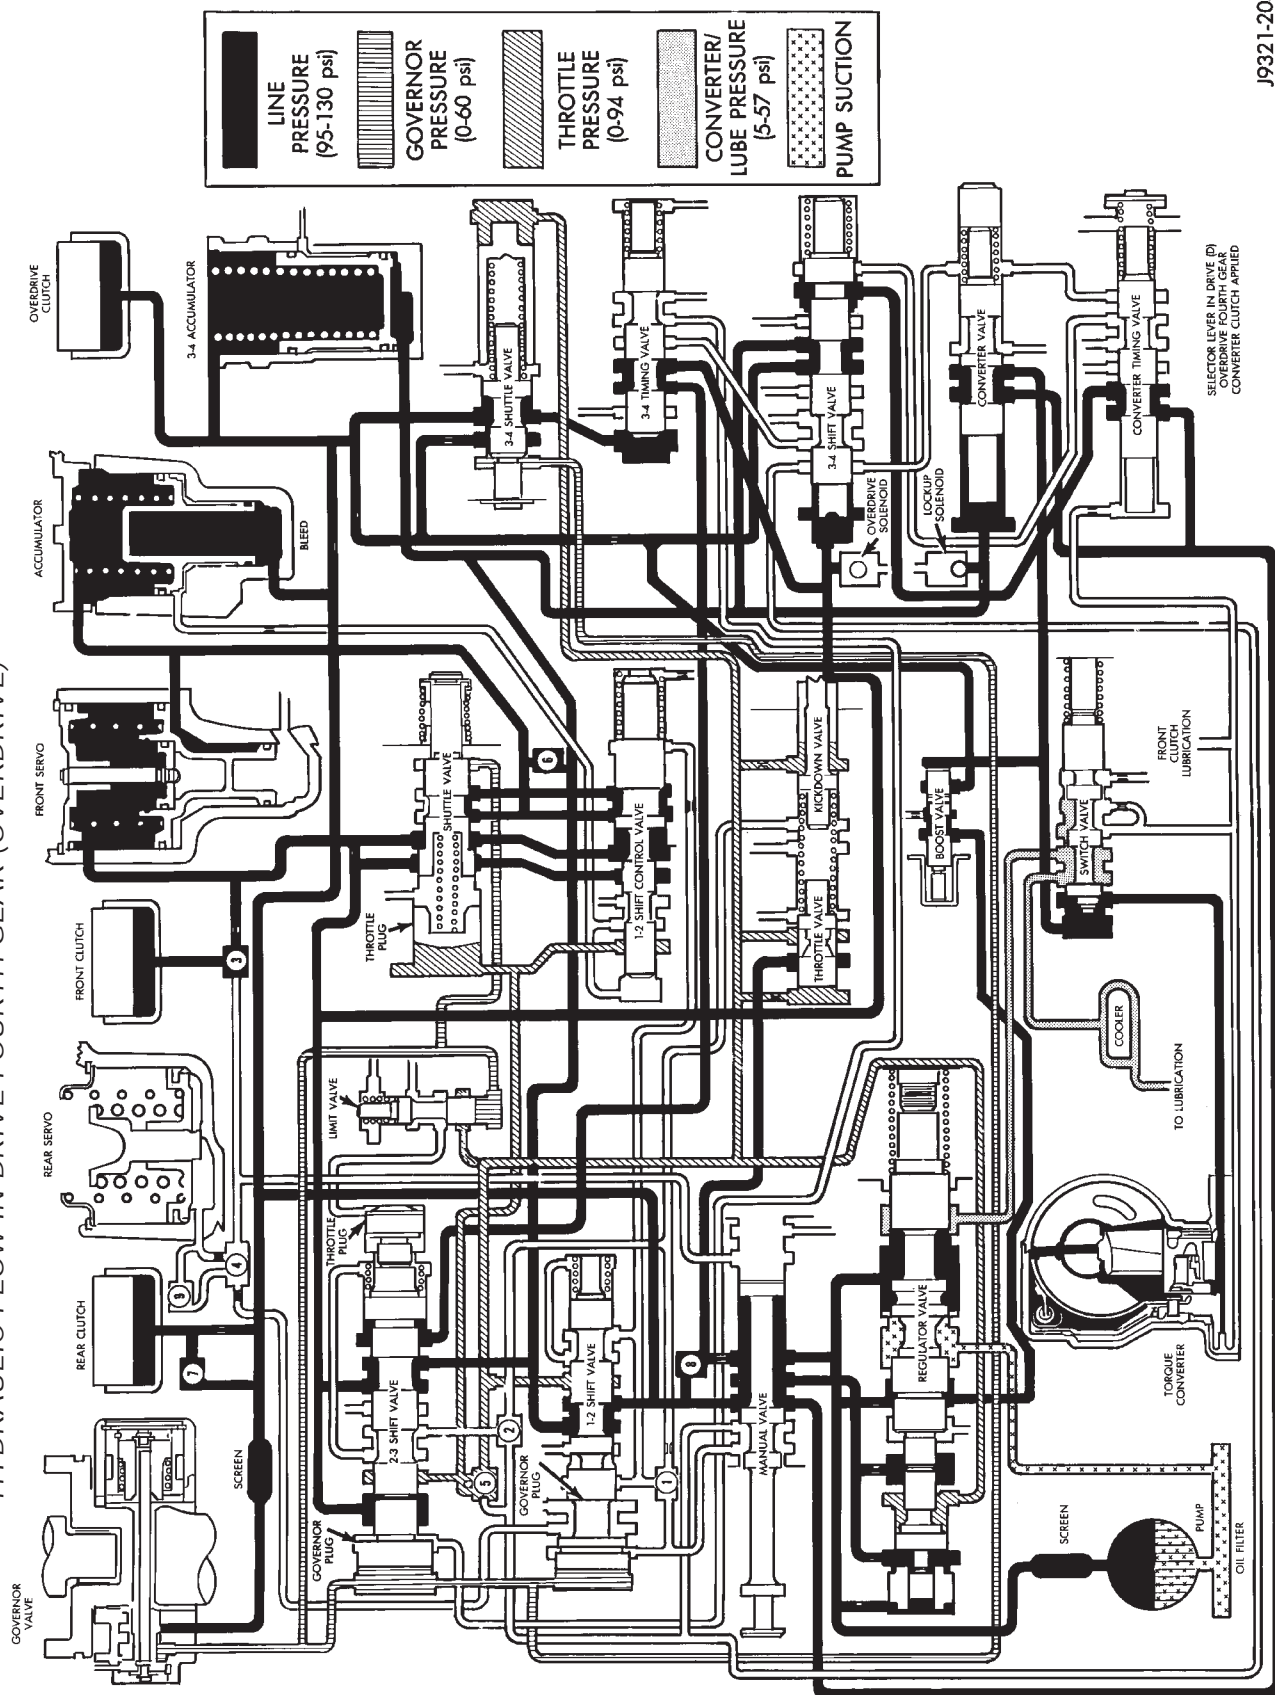 HYDRAULIC FLOW IN DRIVE FOURTH GEAR (OVERDRIVE)
GOVERNOR
VALVE
REAR CLUTCH
REAR SERVO
FRONT CLUTCH
FRONT SERVO
ACCUMULATOR
OVERDRIVE
CLUTCH
3-4 ACCUMULATOR
BLEED
SCREEN
7
9
4
3
GOVERNOR
PLUG
2-3 SHIFT VALVE
THROTTLE
PLUG
LIMIT VALVE
THROTTLE
PLUG
SHUTTLE VALVE
3-4 SHUTTLE VALVE
5
2
6
GOVERNOR
PLUG
1-2 SHIFT VALVE
1-2 SHIFT CONTROL VALVE
3-4 TIMING VALVE
1
8
MANUAL VALVE
THROTTLE VALVE
KICKDOWN VALVE
3-4 SHIFT VALVE
OVERDRIVE
SOLENOID
LOCKUP
SOLENOID
REGULATOR VALVE
BOOST VALVE
CONVERTER VALVE
SCREEN
SWITCH VALVE
CONVERTER TIMING VALVE
COOLER
TO LUBRICATION
FRONT
CLUTCH
LUBRICATION
TORQUE
CONVERTER
PUMP
OIL FILTER
SELECTOR LEVER IN DRIVE (D)
OVERDRIVE FOURTH GEAR
CONVERTER CLUTCH APPLIED
LINE
PRESSURE
(95-130 psi)
GOVERNOR
PRESSURE
(0-60 psi)
THROTTLE
PRESSURE
(0-94 psi)
CONVERTER/
LUBE PRESSURE
(5-57 psi)
PUMP SUCTION
J9321-20